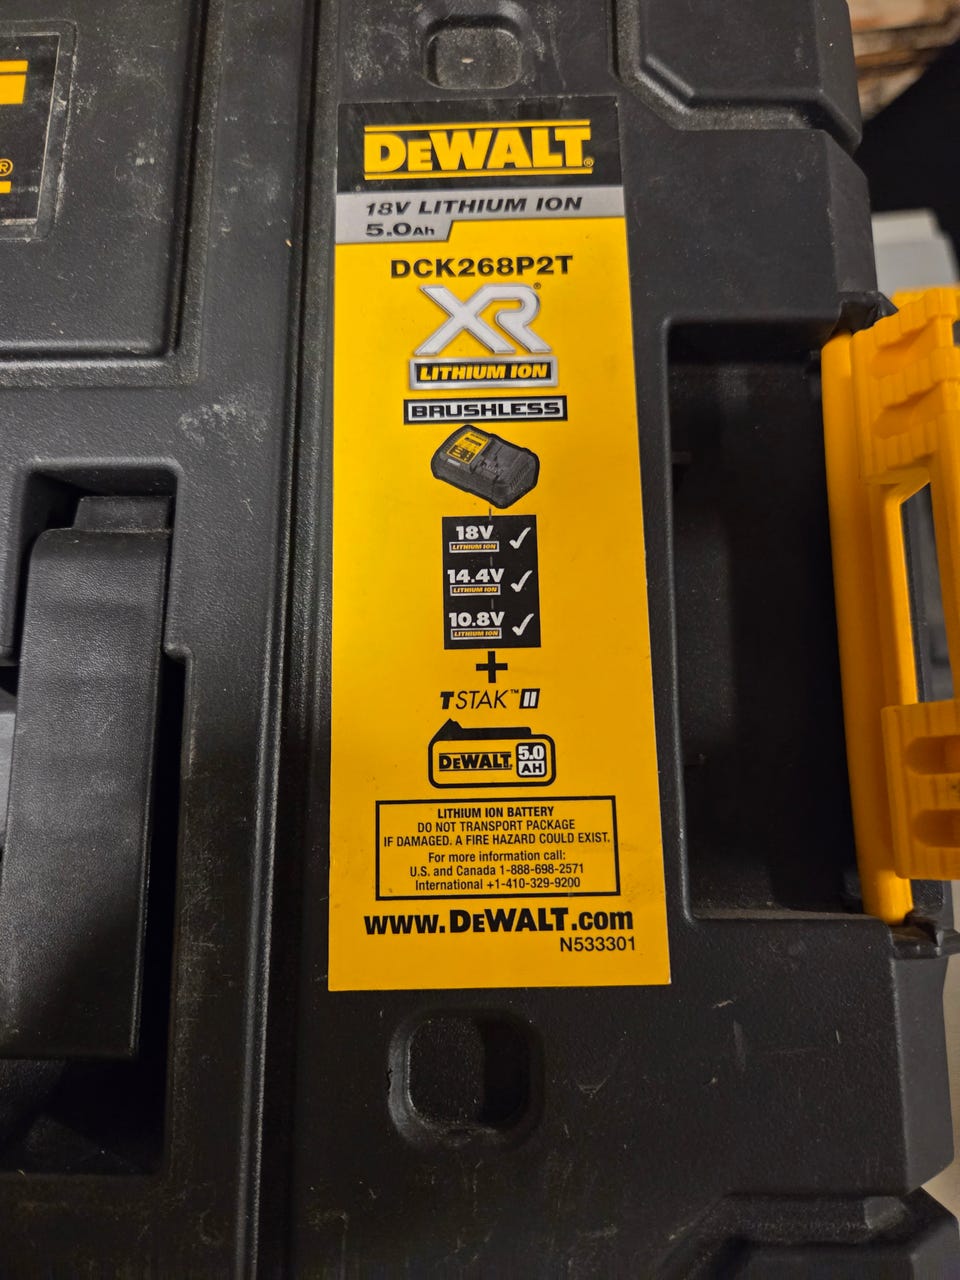 ®
DEWALT®
18V LITHIUM ION
5.0Ah
DCK268P2T
XR®
LITHIUM ION
BRUSHLESS
DEWALT
18V
LITHIUM ION
14.4V
LITHIUM ION
10.8V
LITHIUM ION
+
TSTAK™ II
DEWALT 5.0
AH
LITHIUM ION BATTERY
DO NOT TRANSPORT PACKAGE
IF DAMAGED. A FIRE HAZARD COULD EXIST.
For more information call:
U.S. and Canada 1-888-698-2571
International +1-410-329-9200
www.DEWALT.com
N533301